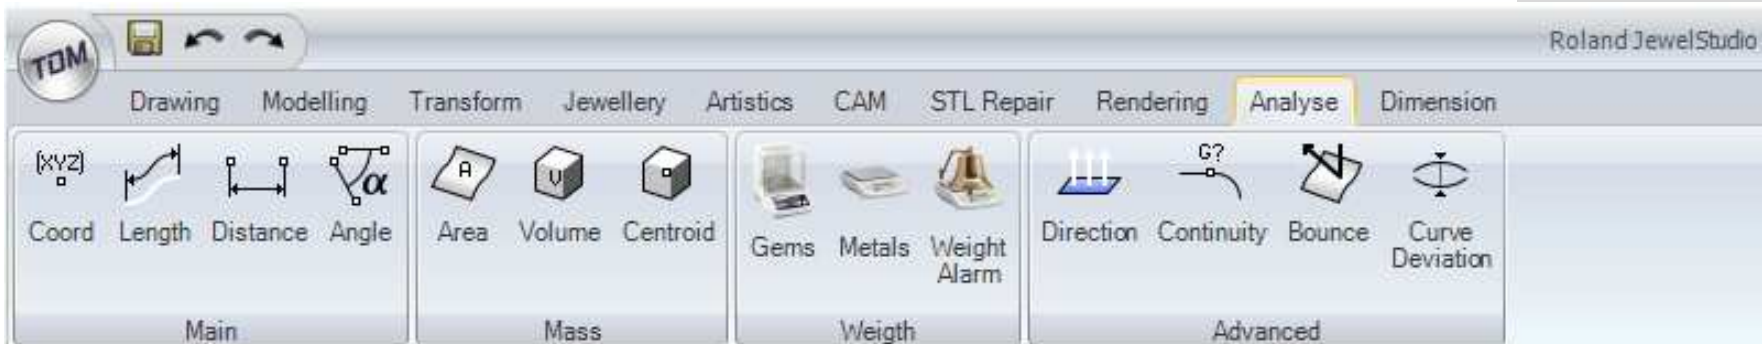 TDM
Roland JewelStudio
Drawing Modelling Transform Jewellery Artistics CAM STL Repair Rendering Analyse Dimension
(XYZ) α A V G?
Coord Length Distance Angle Area Volume Centroid Gems Metals Weight Alarm Direction Continuity Bounce Curve Deviation
Main Mass Weigth Advanced